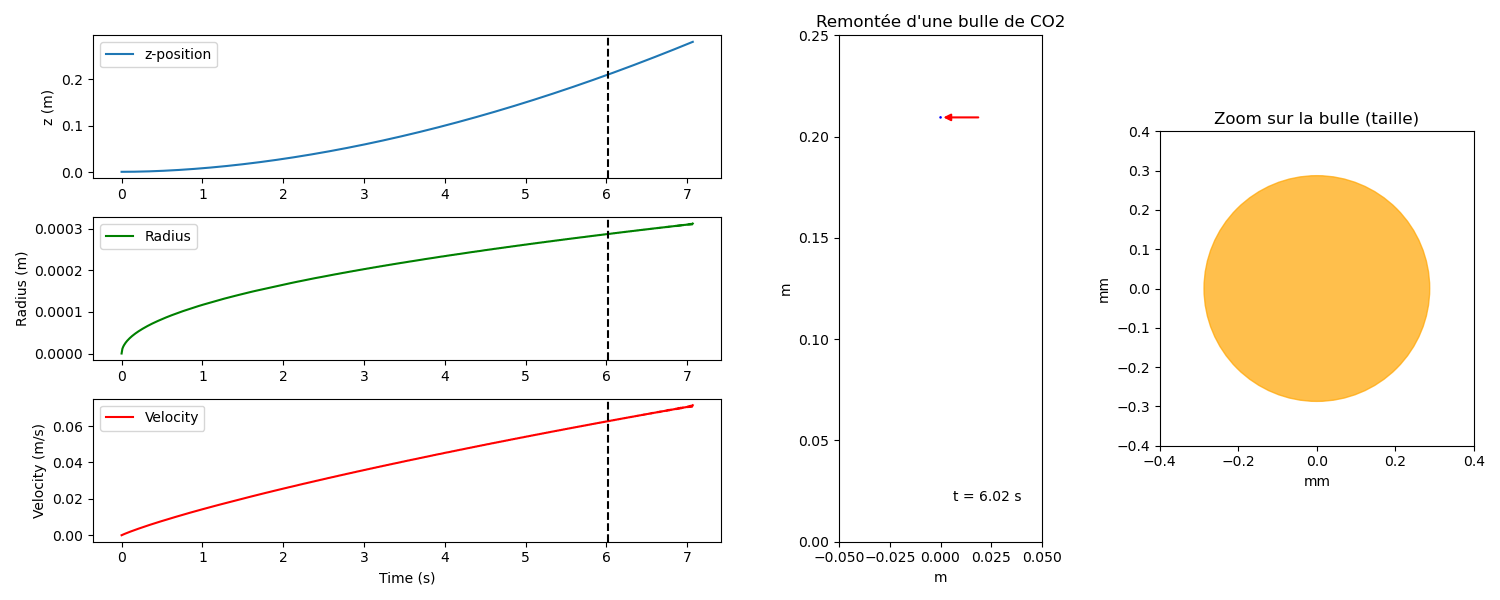 z-position
z (m)
0.2
0.1
0.0
0 1 2 3 4 5 6 7
Radius
Radius (m)
0.0003
0.0002
0.0001
0.0000
0 1 2 3 4 5 6 7
Velocity
Velocity (m/s)
0.06
0.04
0.02
0.00
0 1 2 3 4 5 6 7
Time (s)
Remontée d'une bulle de CO2
m
0.25
0.20
0.15
0.10
0.05
0.00
t = 6.02 s
−0.050 −0.025 0.000 0.025 0.050
m
Zoom sur la bulle (taille)
mm
0.4
0.3
0.2
0.1
0.0
−0.1
−0.2
−0.3
−0.4
−0.4 −0.2 0.0 0.2 0.4
mm